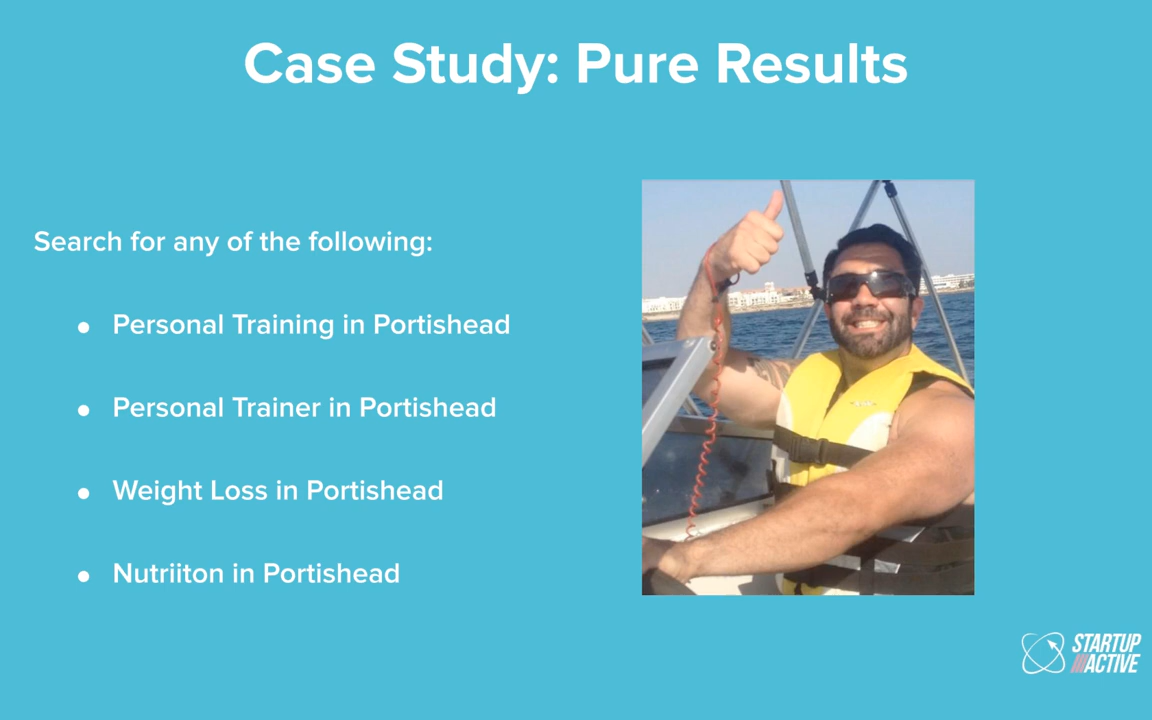 Case Study: Pure Results
Search for any of the following:
Personal Training in Portishead
Personal Trainer in Portishead
Weight Loss in Portishead
Nutriiton in Portishead
STARTUP
ACTIVE